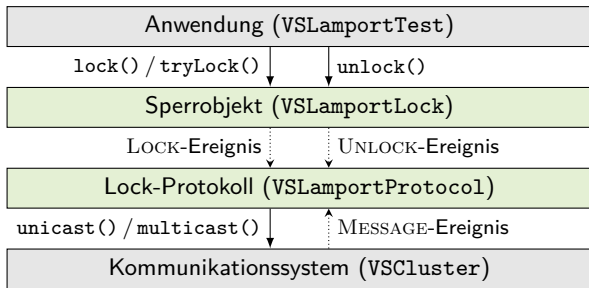 Anwendung (VSLamportTest)
lock() / tryLock() unlock()
Sperrobjekt (VSLamportLock)
LOCK-Ereignis UNLOCK-Ereignis
Lock-Protokoll (VSLamportProtocol)
unicast() / multicast() MESSAGE-Ereignis
Kommunikationssystem (VSCluster)